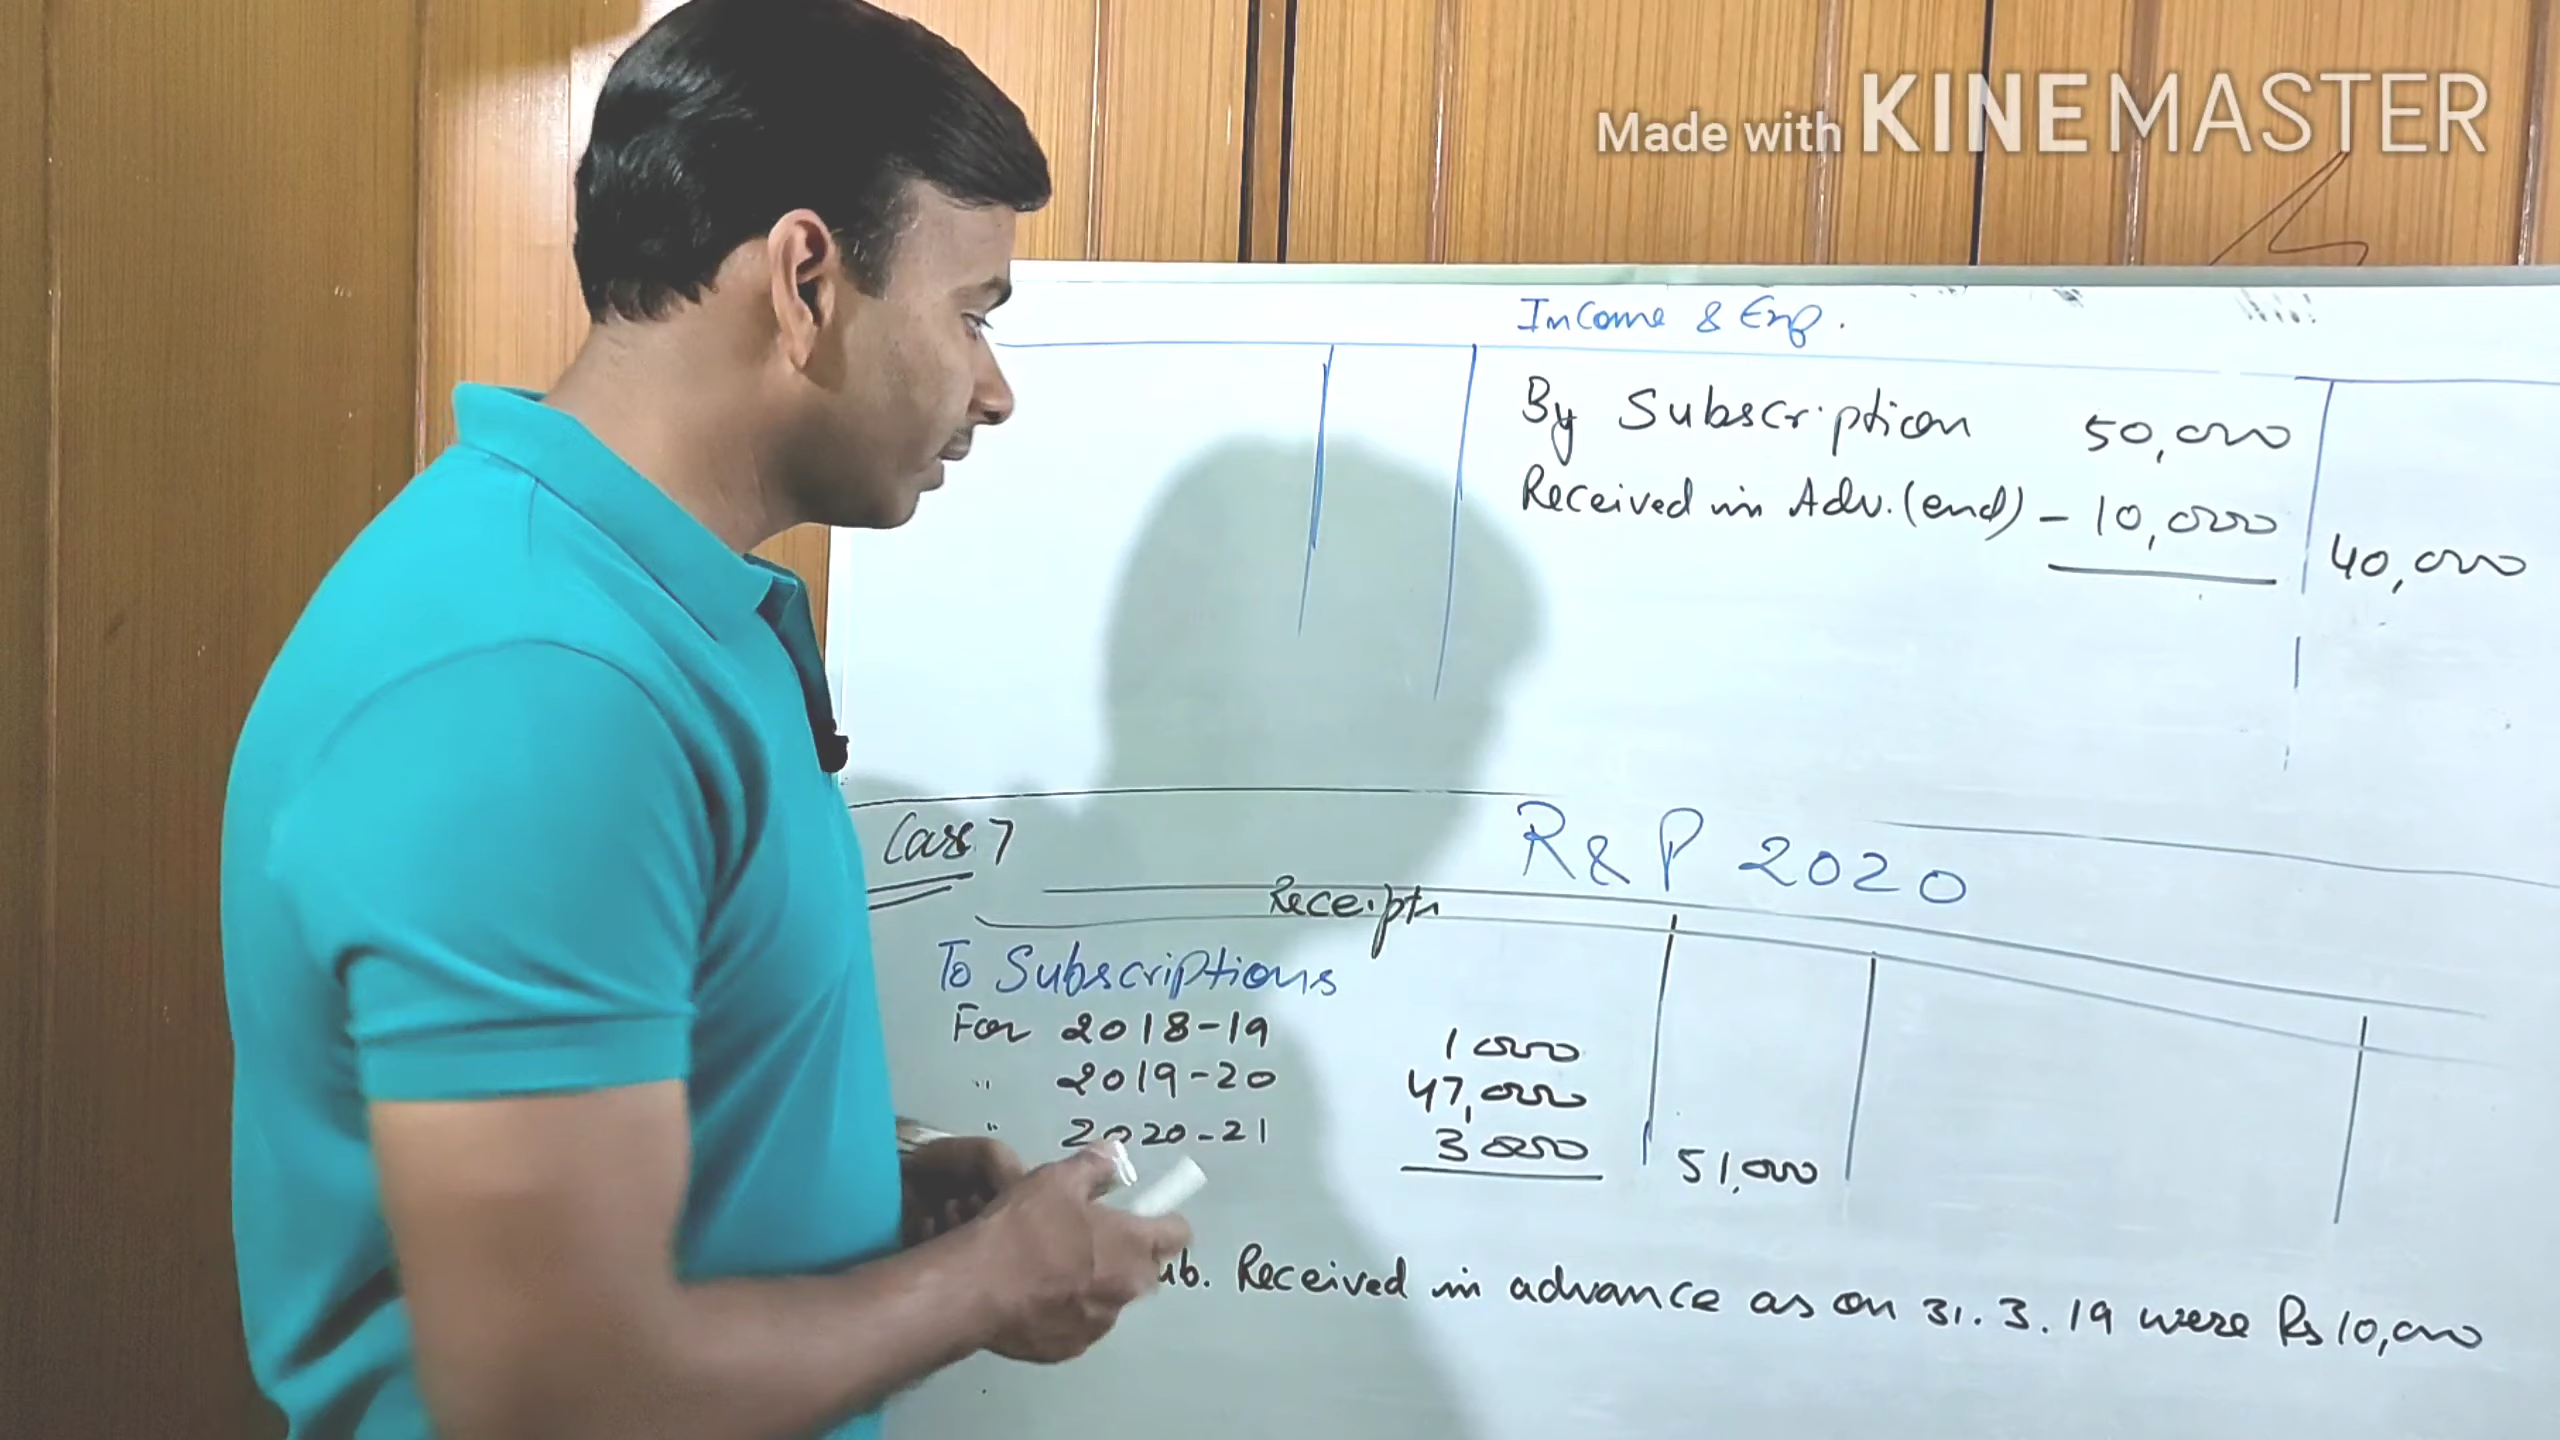 Made with KINEMASTER
Income & Exp.
By Subscription 50,000
Received in Adv. (end) - 10,000
40,000
Case 7
R&P 2020
Receipts
To Subscriptions
For 2018-19 1000
" 2019-20 47,000
" 2020-21 3000 51,000
ub. Received in advance as on 31.3.19 were Rs 10,000